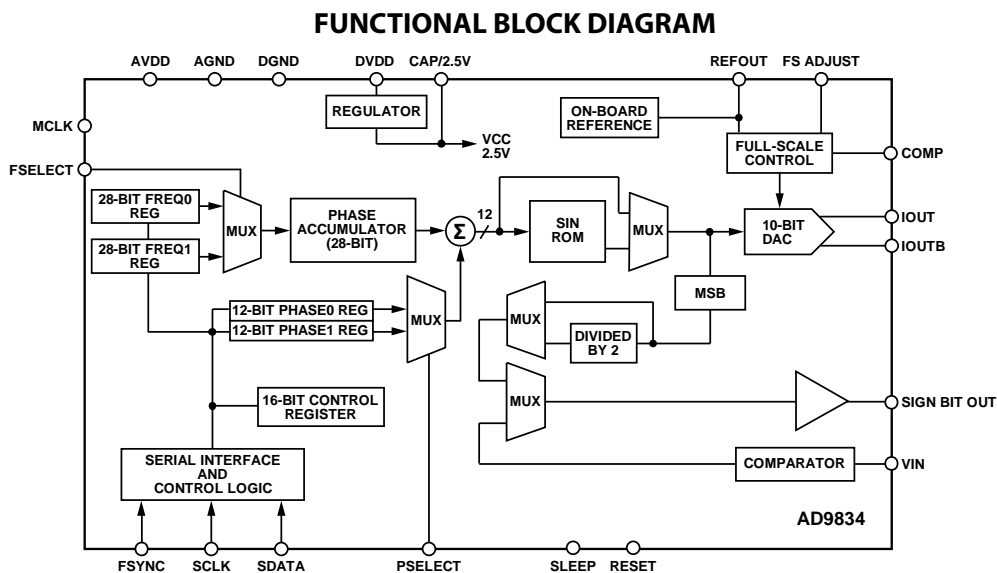 FUNCTIONAL BLOCK DIAGRAM
AVDD
AGND
DGND
DVDD
CAP/2.5V
REFOUT
FS ADJUST
MCLK
REGULATOR
ON-BOARD
REFERENCE
VCC
2.5V
FULL-SCALE
CONTROL
COMP
FSELECT
28-BIT FREQ0
REG
MUX
PHASE
ACCUMULATOR
(28-BIT)
Σ
12
SIN
ROM
MUX
10-BIT
DAC
IOUT
IOUTB
28-BIT FREQ1
REG
MSB
12-BIT PHASE0 REG
12-BIT PHASE1 REG
MUX
MUX
DIVIDED
BY 2
16-BIT CONTROL
REGISTER
MUX
SIGN BIT OUT
SERIAL INTERFACE
AND
CONTROL LOGIC
COMPARATOR
VIN
AD9834
FSYNC
SCLK
SDATA
PSELECT
SLEEP
RESET